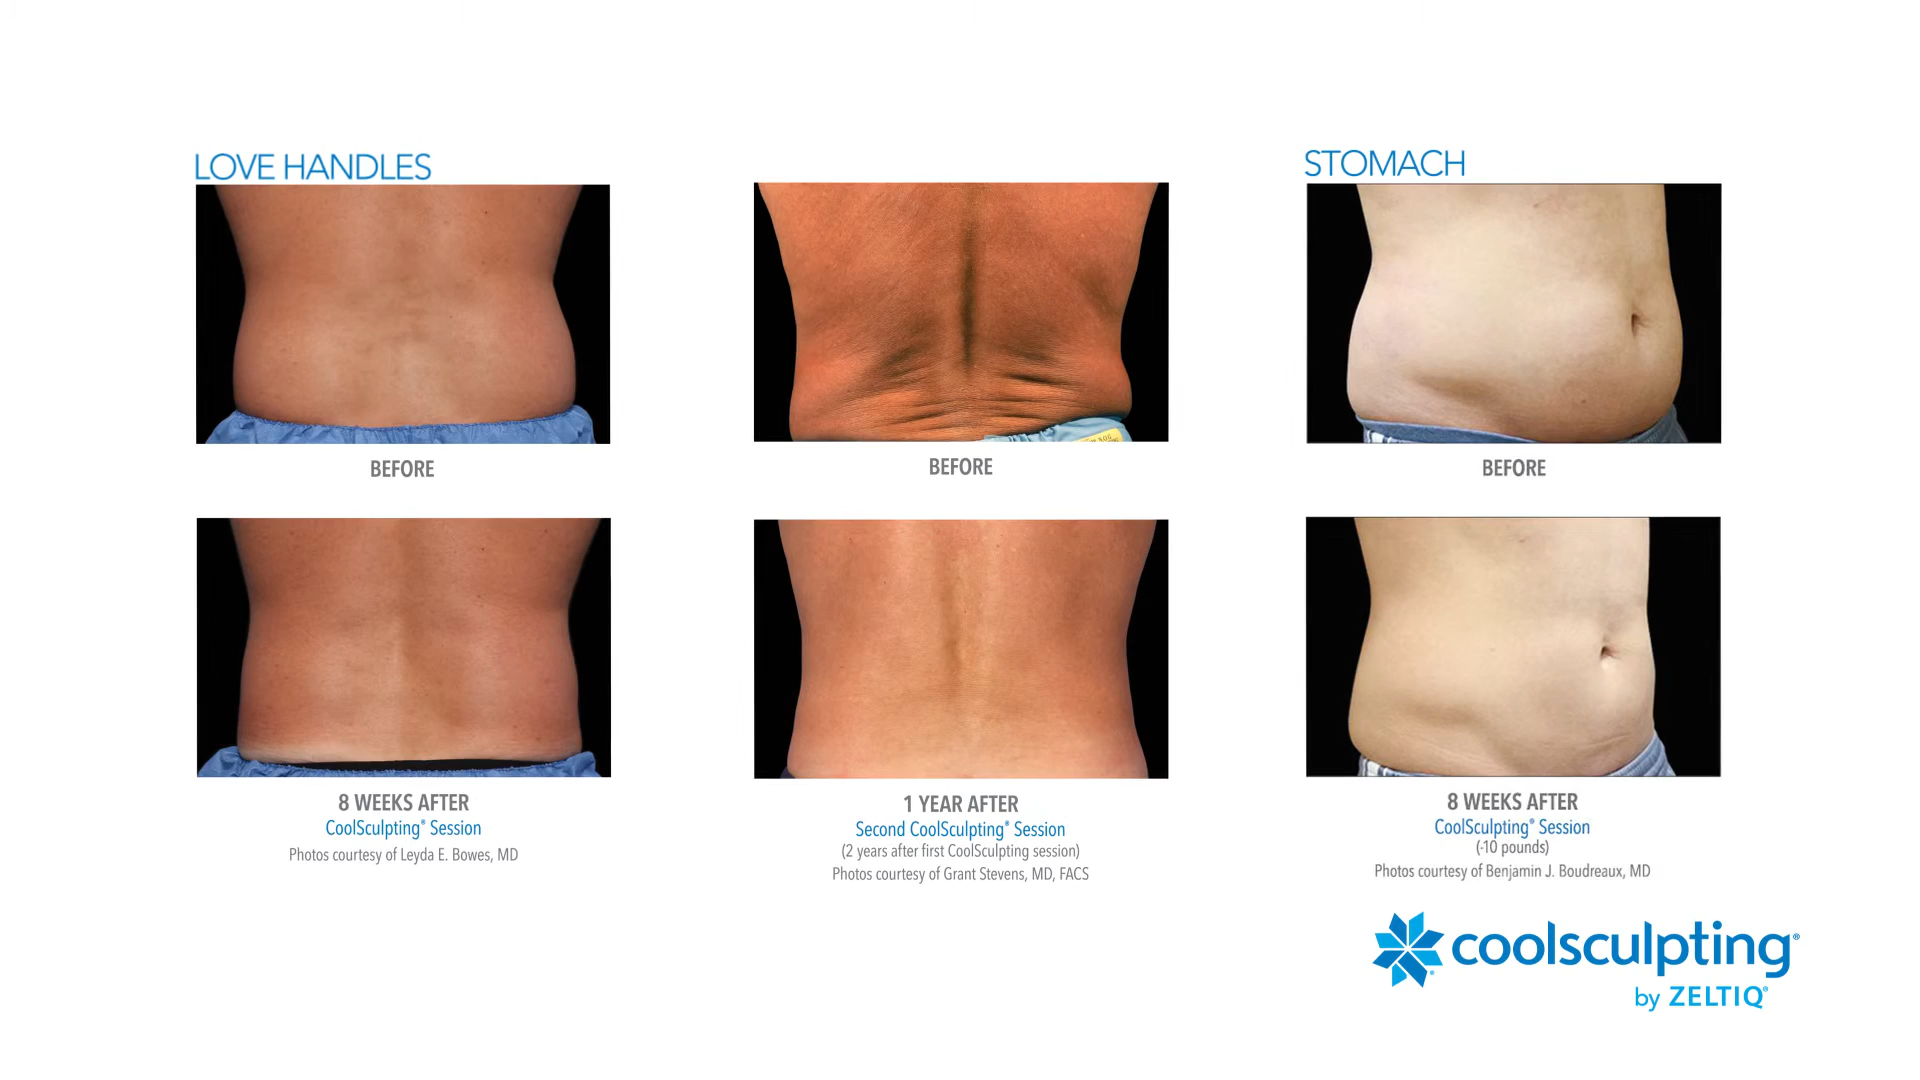 LOVE HANDLES
BEFORE
8 WEEKS AFTER
CoolSculpting® Session
Photos courtesy of Leyda E. Bowes, MD
BEFORE
1 YEAR AFTER
Second CoolSculpting® Session
(2 years after first CoolSculpting session)
Photos courtesy of Grant Stevens, MD, FACS
STOMACH
BEFORE
8 WEEKS AFTER
CoolSculpting® Session
(-10 pounds)
Photos courtesy of Benjamin J. Boudreaux, MD
coolsculpting®
by ZELTIQ®